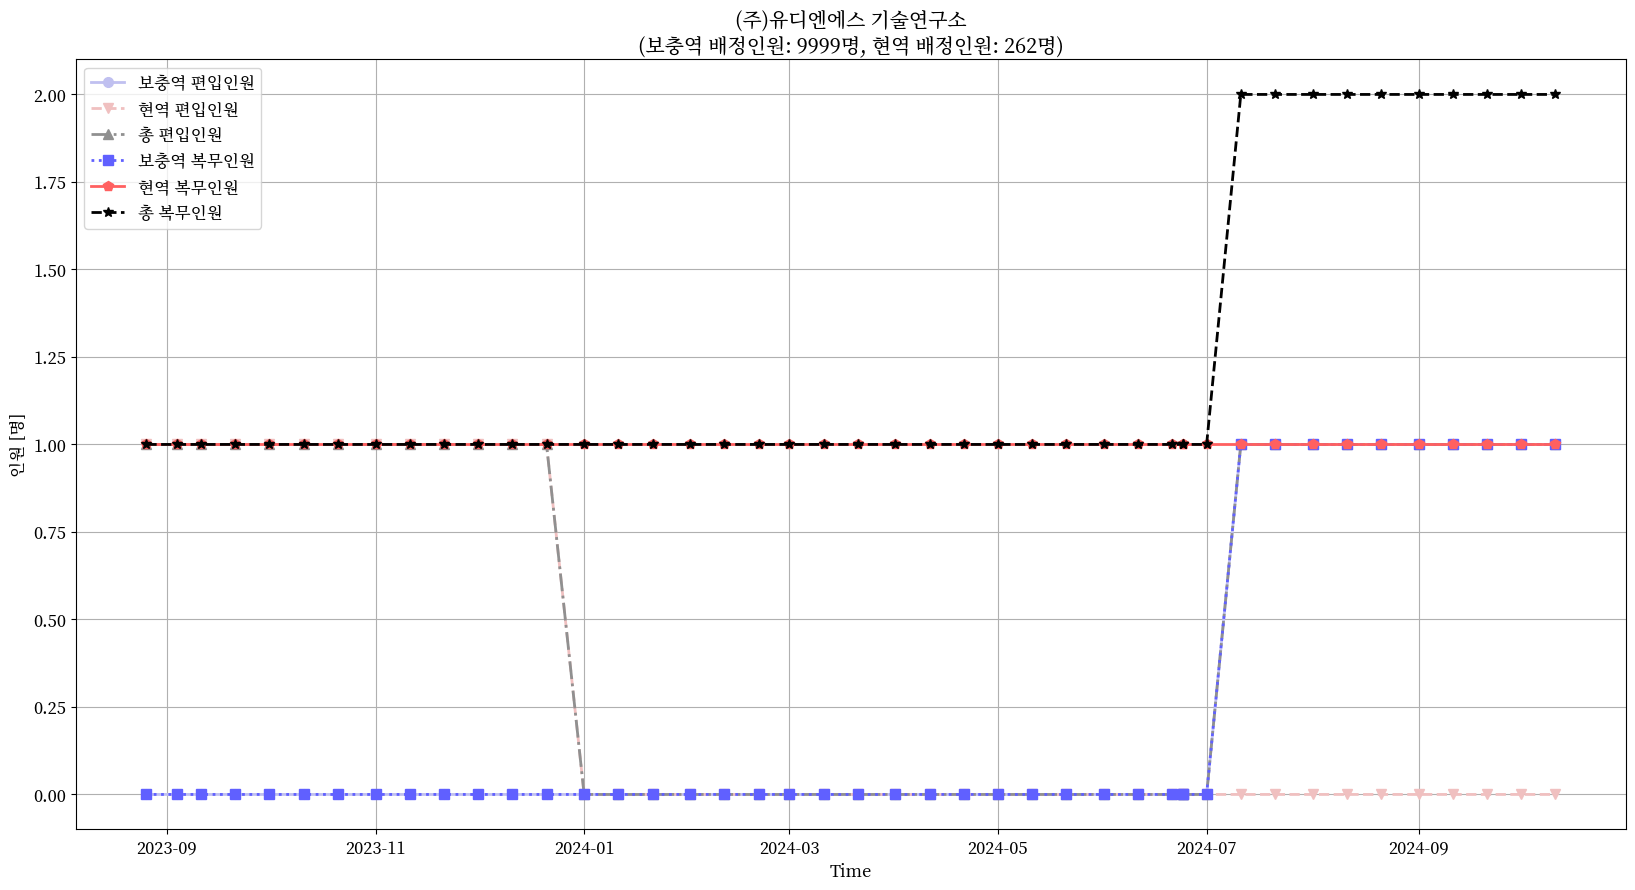 (주)유디엔에스 기술연구소
(보충역 배정인원: 9999명, 현역 배정인원: 262명)
보충역 편입인원
현역 편입인원
총 편입인원
보충역 복무인원
현역 복무인원
총 복무인원
2.00
1.75
1.50
1.25
1.00
0.75
0.50
0.25
0.00
인원 [명]
2023-09
2023-11
2024-01
2024-03
2024-05
2024-07
2024-09
Time